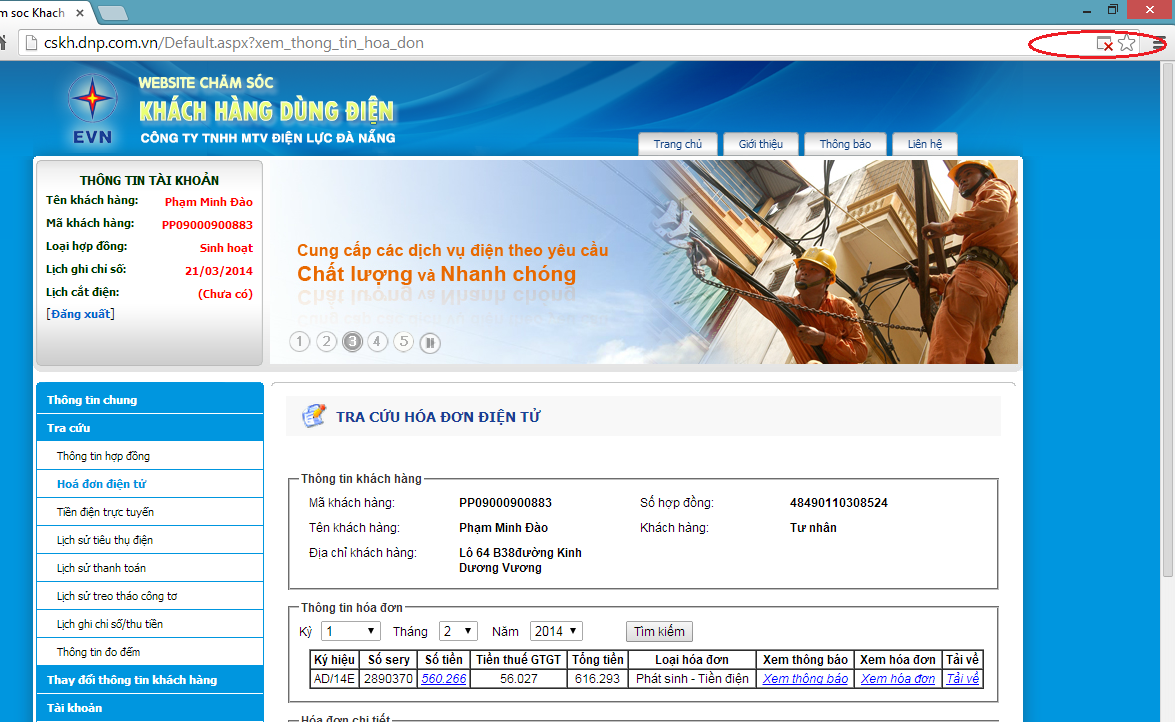 m soc Khach
cskh.dnp.com.vn/Default.aspx?xem_thong_tin_hoa_don
WEBSITE CHĂM SÓC
KHÁCH HÀNG DÙNG ĐIỆN
CÔNG TY TNHH MTV ĐIỆN LỰC ĐÀ NẴNG
EVN
Trang chủ Giới thiệu Thông báo Liên hệ
THÔNG TIN TÀI KHOẢN
Tên khách hàng: Phạm Minh Đào
Mã khách hàng: PP09000900883
Loại hợp đồng: Sinh hoạt
Lịch ghi chỉ số: 21/03/2014
Lịch cắt điện: (Chưa có)
[Đăng xuất]
Cung cấp các dịch vụ điện theo yêu cầu
Chất lượng và Nhanh chóng
1 2 3 4 5
Thông tin chung
Tra cứu
Thông tin hợp đồng
Hoá đơn điện tử
Tiền điện trực tuyến
Lịch sử tiêu thụ điện
Lịch sử thanh toán
Lịch sử treo tháo công tơ
Lịch ghi chỉ số/thu tiền
Thông tin đo đếm
Thay đổi thông tin khách hàng
Tài khoản
TRA CỨU HÓA ĐƠN ĐIỆN TỬ
Thông tin khách hàng
Mã khách hàng: PP09000900883 Số hợp đồng: 48490110308524
Tên khách hàng: Phạm Minh Đào Khách hàng: Tư nhân
Địa chỉ khách hàng: Lô 64 B38đường Kinh
Dương Vương
Thông tin hóa đơn
Kỳ 1 Tháng 2 Năm 2014 Tìm kiếm
Ký hiệu Số sery Số tiền Tiền thuế GTGT Tổng tiền Loại hóa đơn Xem thông báo Xem hóa đơn Tải về
AD/14E 2890370 560.266 56.027 616.293 Phát sinh - Tiền điện Xem thông báo Xem hóa đơn Tải về
Hóa đơn chi tiết